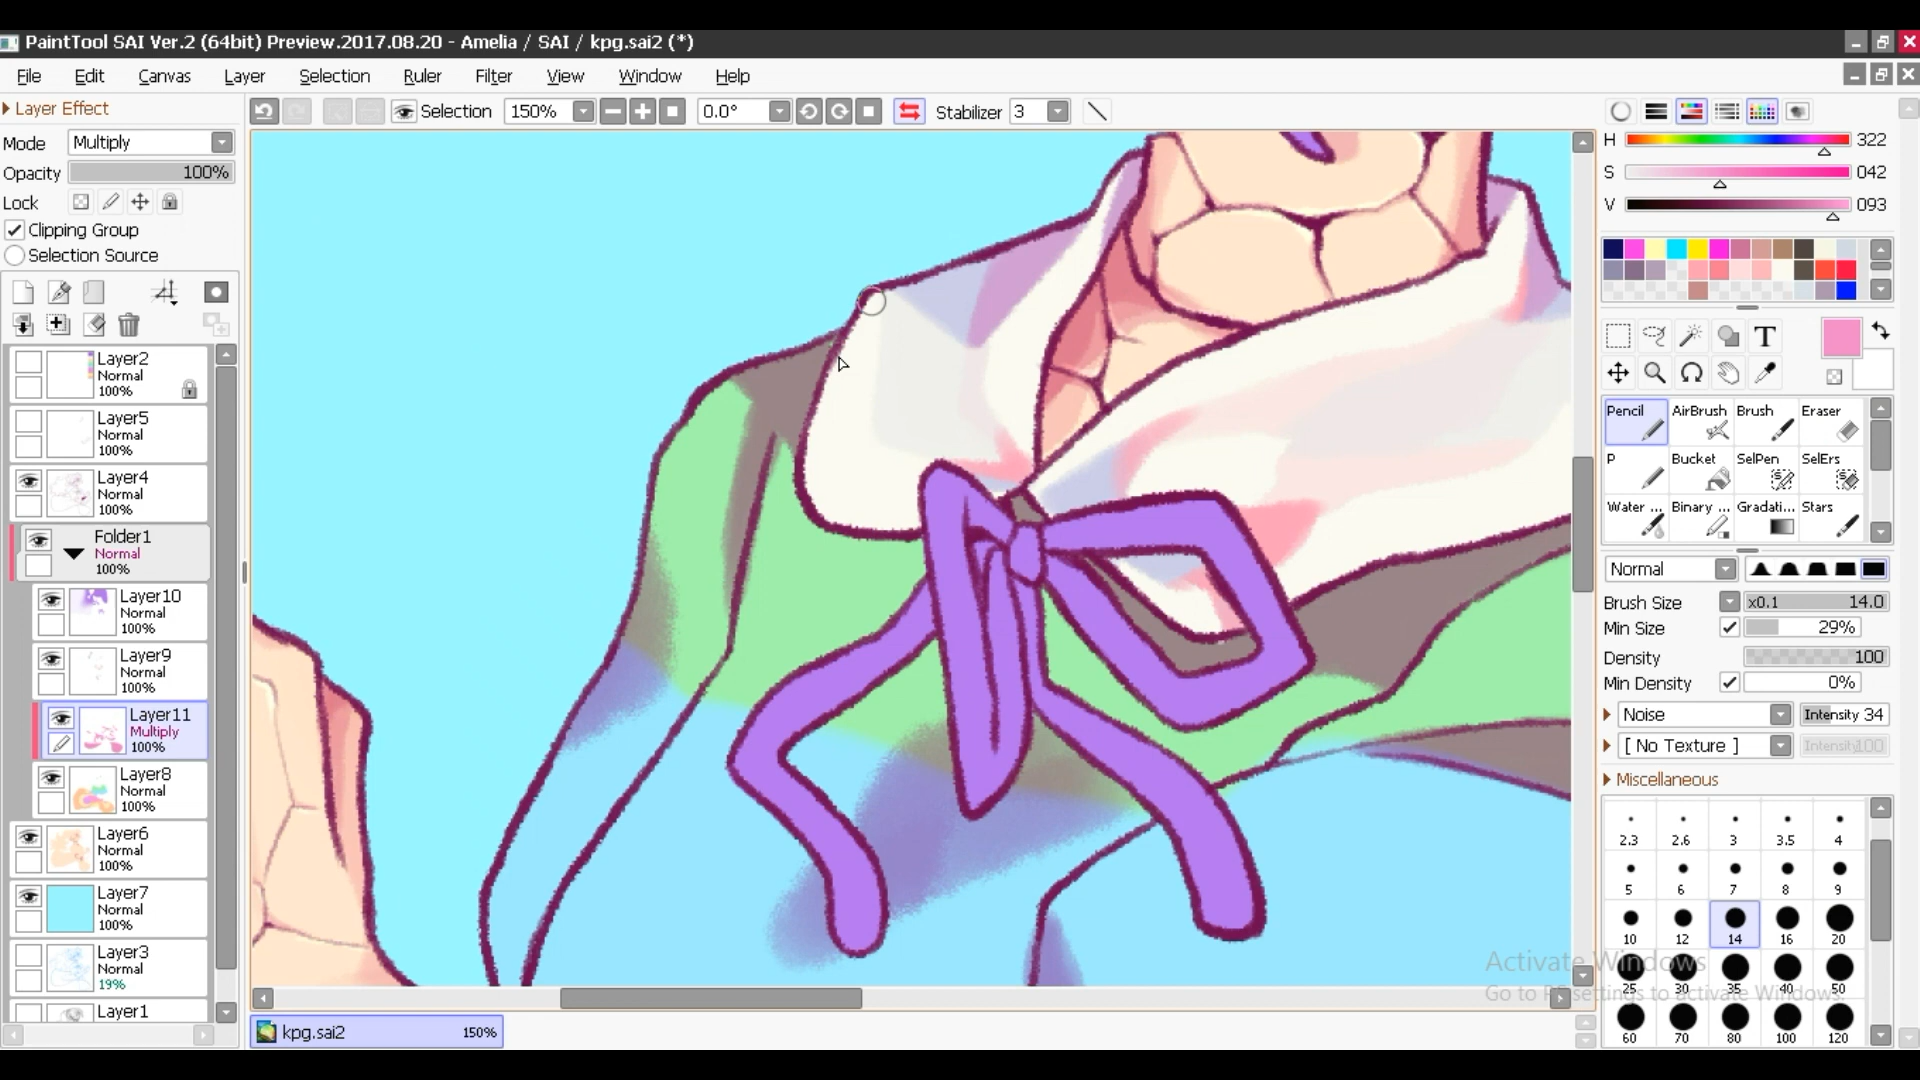 PaintTool SAI Ver.2 (64bit) Preview.2017.08.20 - Amelia / SAI / kpg.sai2 (*)
File Edit Canvas Layer Selection Ruler Filter View Window Help
Layer Effect
Selection 150% 0.0° Stabilizer 3
Mode Multiply
Opacity 100%
Lock
Clipping Group
Selection Source
Layer2
Normal
100%
Layer5
Normal
100%
Layer4
Normal
100%
Folder1
Normal
100%
Layer10
Normal
100%
Layer9
Normal
100%
Layer11
Multiply
100%
Layer8
Normal
100%
Layer6
Normal
100%
Layer7
Normal
100%
Layer3
Normal
19%
Layer1
kpg.sai2 150%
H 322
S 042
V 093
T
Pencil AirBrush Brush Eraser
P Bucket SelPen SelErs
Water ... Binary ... Gradati... Stars
Normal
Brush Size x0.1 14.0
Min Size 29%
Density 100
Min Density 0%
Noise Intensity 34
[ No Texture ] Intensity 100
Miscellaneous
2.3 2.6 3 3.5 4
5 6 7 8 9
10 12 14 16 20
Activate Windows
25 30 35 40 50
Go to PC settings to activate Windows.
60 70 80 100 120